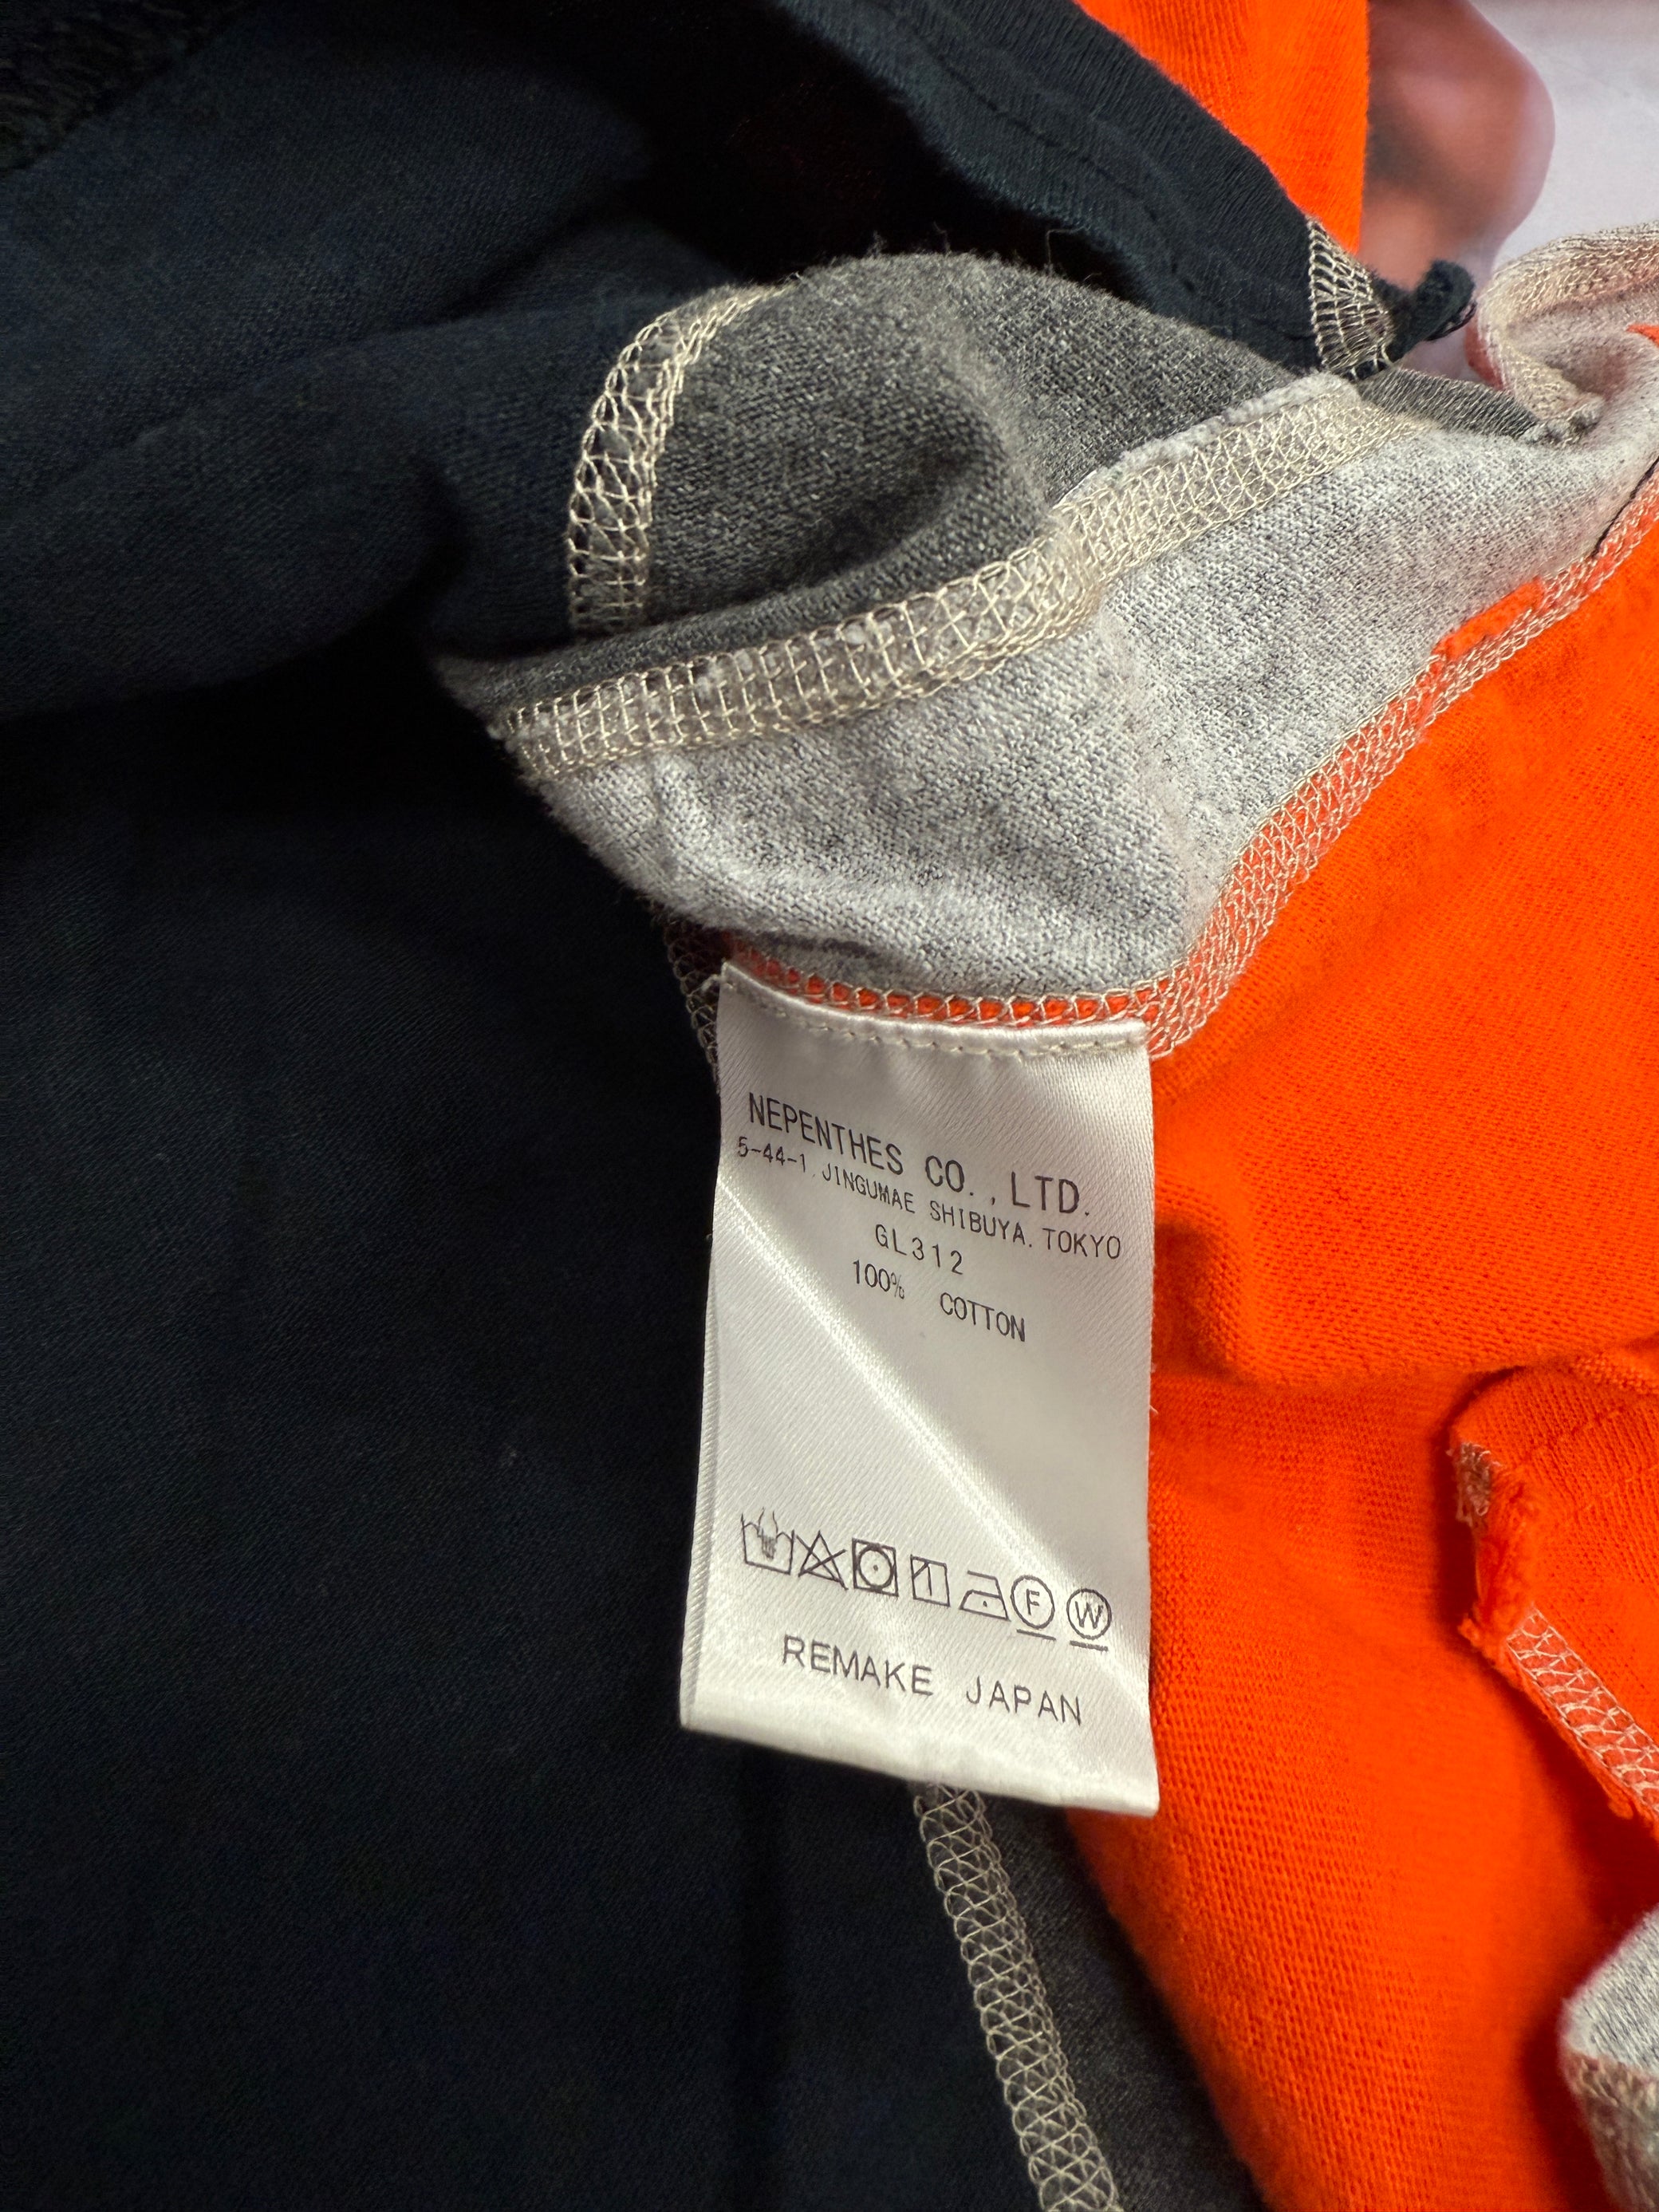 NEPENTHES CO.,LTD.
5-44-1 JINGUMAE SHIBUYA.TOKYO
GL312
100% COTTON
F W
REMAKE JAPAN